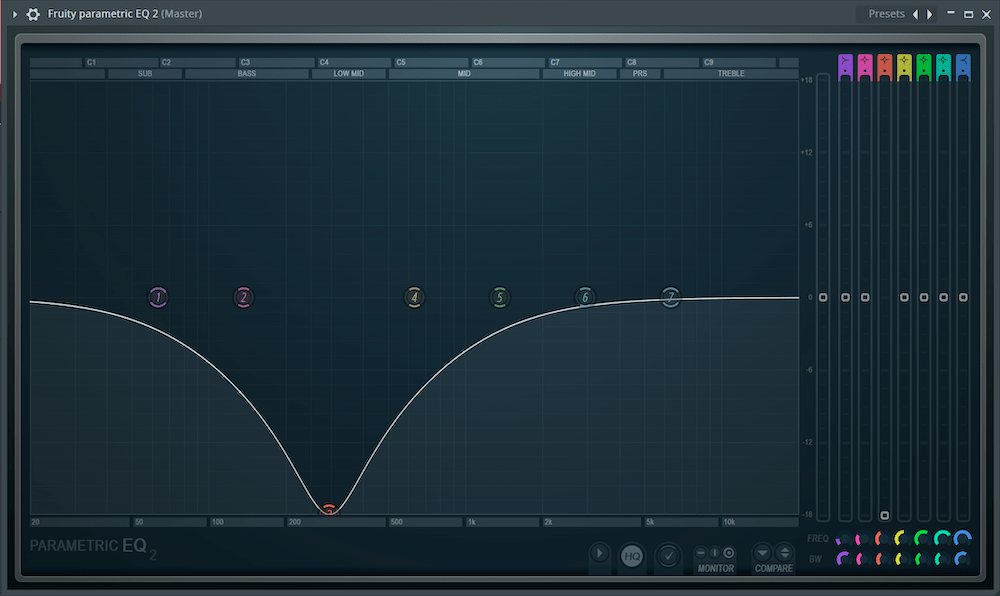 Fruity parametric EQ 2 (Master) Presets
C1 C2 C3 C4 C5 C6 C7 C8 C9
SUB BASS LOW MID MID HIGH MID PRS TREBLE
+18
+12
+6
1 2 4 5 6 7 0
-6
-12
3 -18
20 50 100 200 500 1k 2k 5k 10k
PARAMETRIC EQ 2 HQ FREQ
BW
MONITOR COMPARE